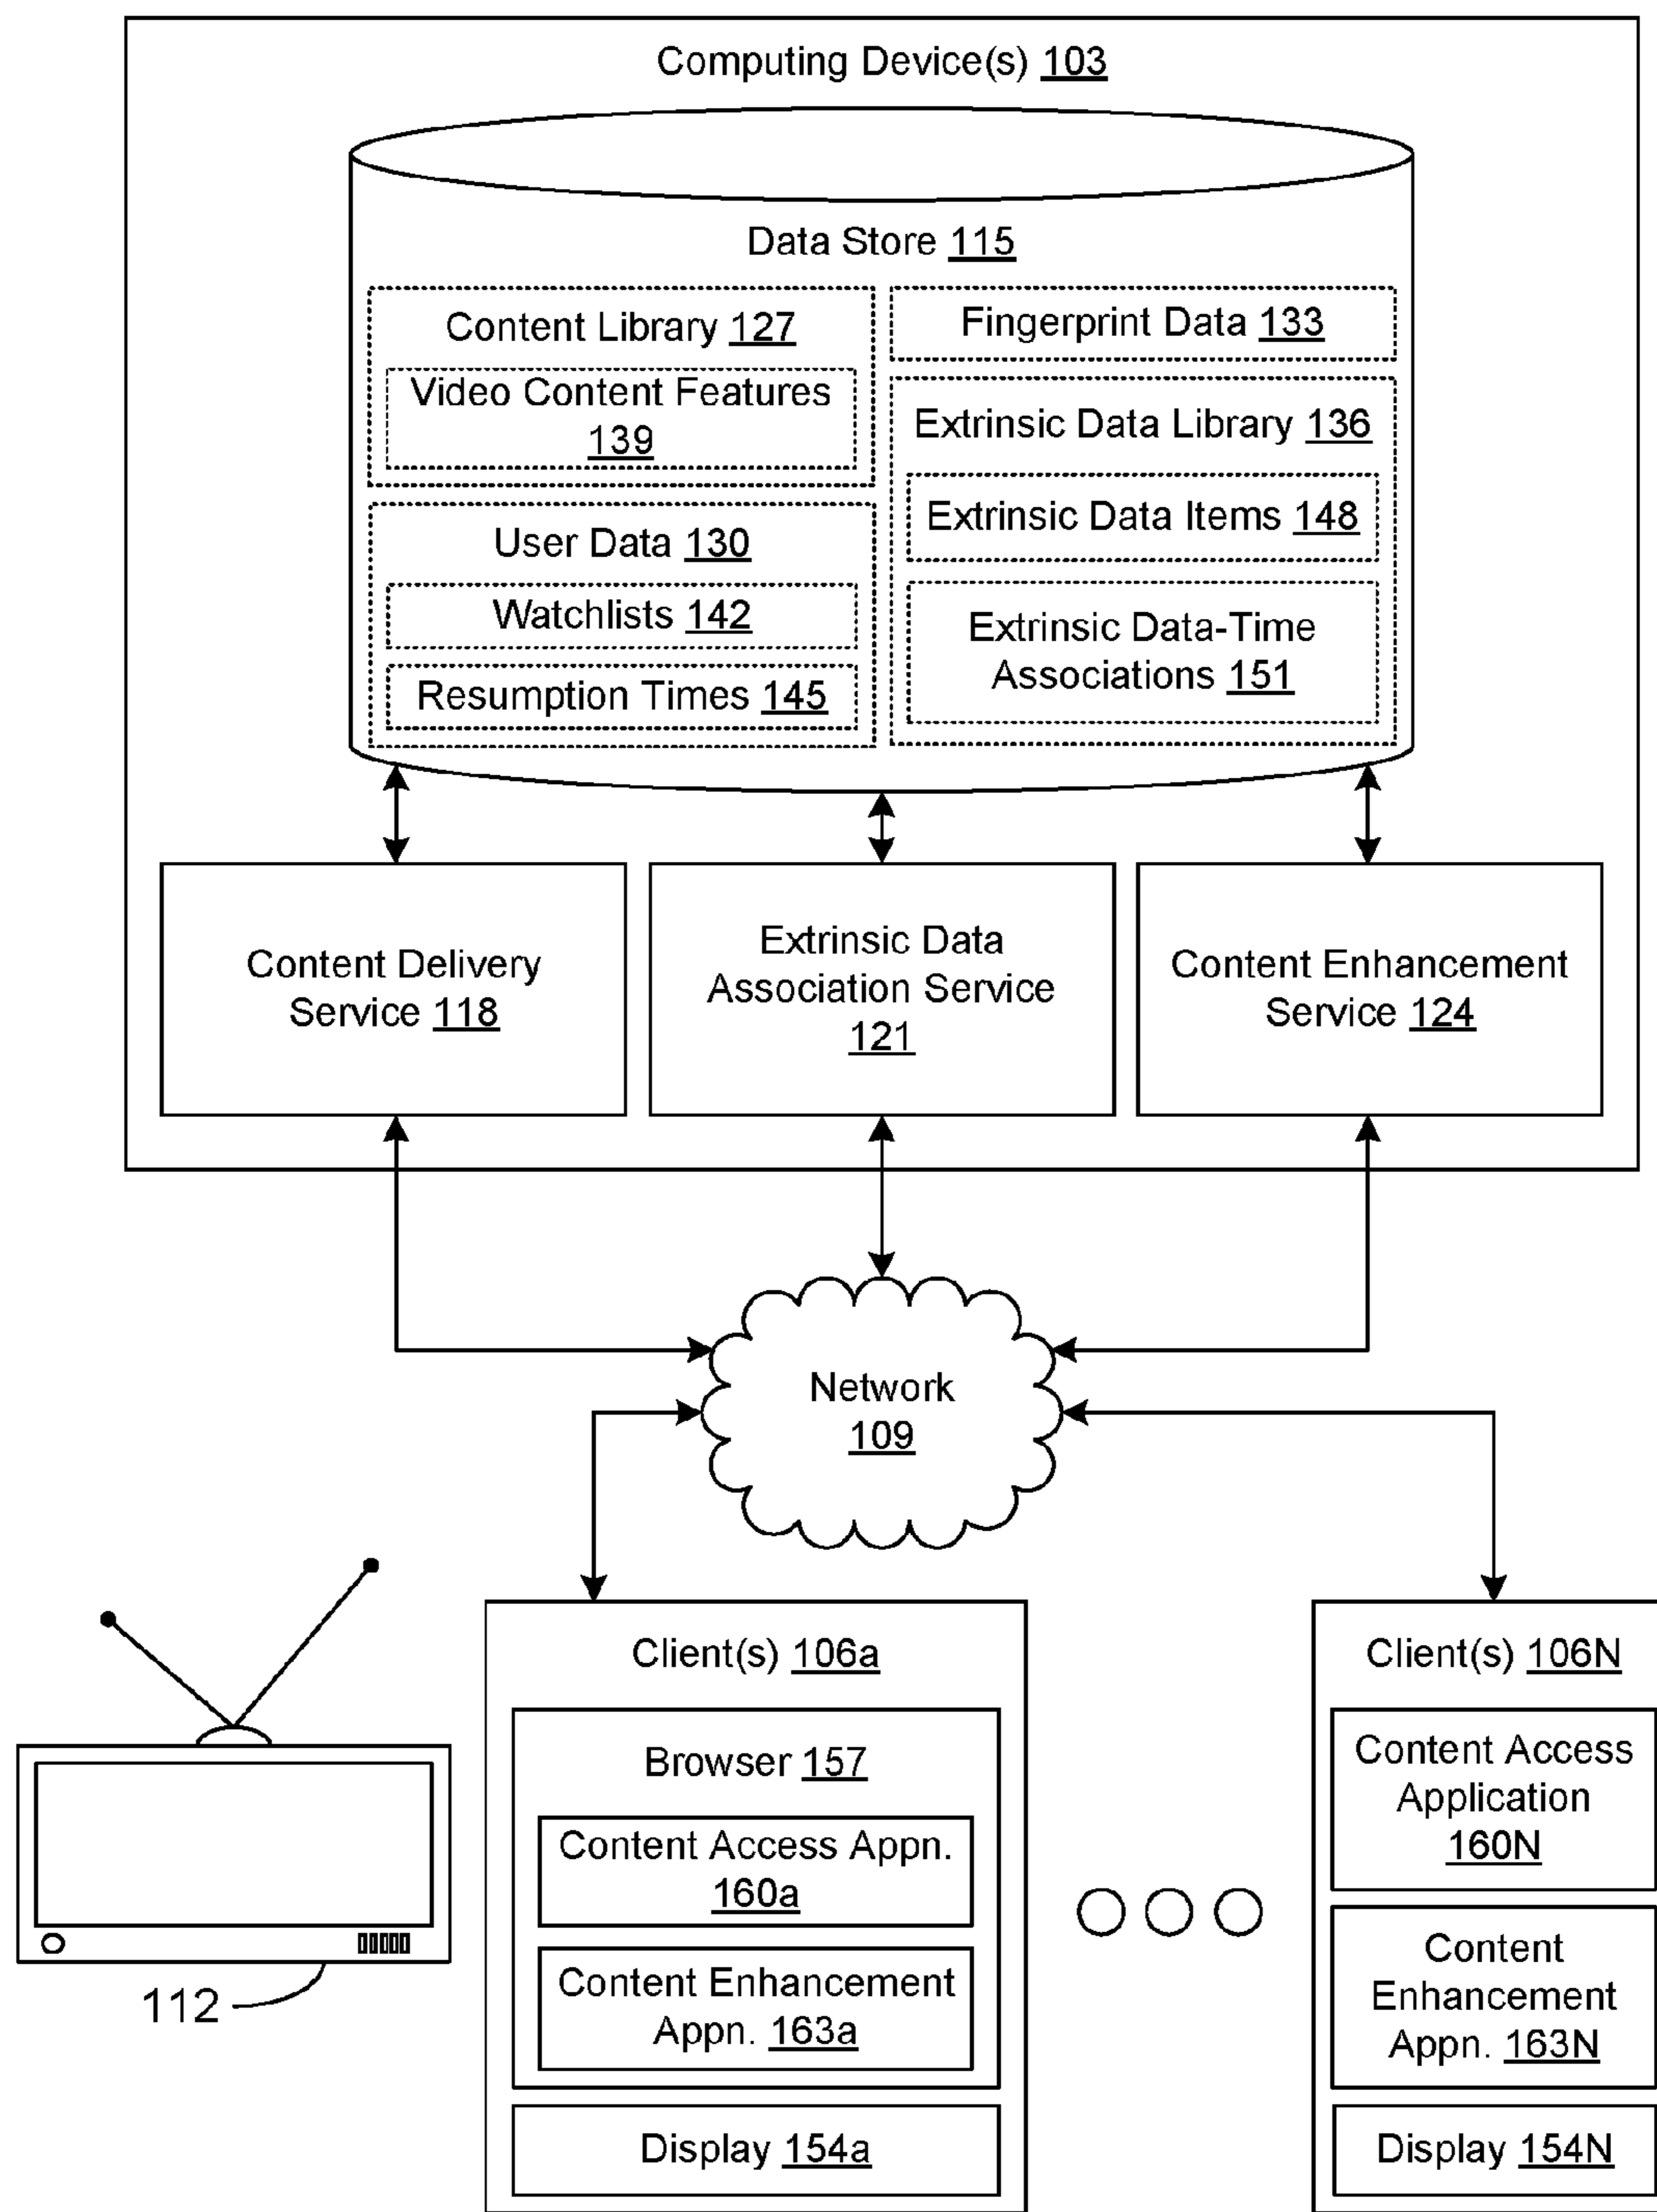 Computing Device(s) 103
Data Store 115
Content Library 127
Video Content Features
139
User Data 130
Watchlists 142
Resumption Times 145
Fingerprint Data 133
Extrinsic Data Library 136
Extrinsic Data Items 148
Extrinsic Data-Time
Associations 151
Content Delivery
Service 118
Extrinsic Data
Association Service
121
Content Enhancement
Service 124
Network
109
112
Client(s) 106a
Browser 157
Content Access Appn.
160a
Content Enhancement
Appn. 163a
Display 154a
Client(s) 106N
Content Access
Application
160N
Content
Enhancement
Appn. 163N
Display 154N